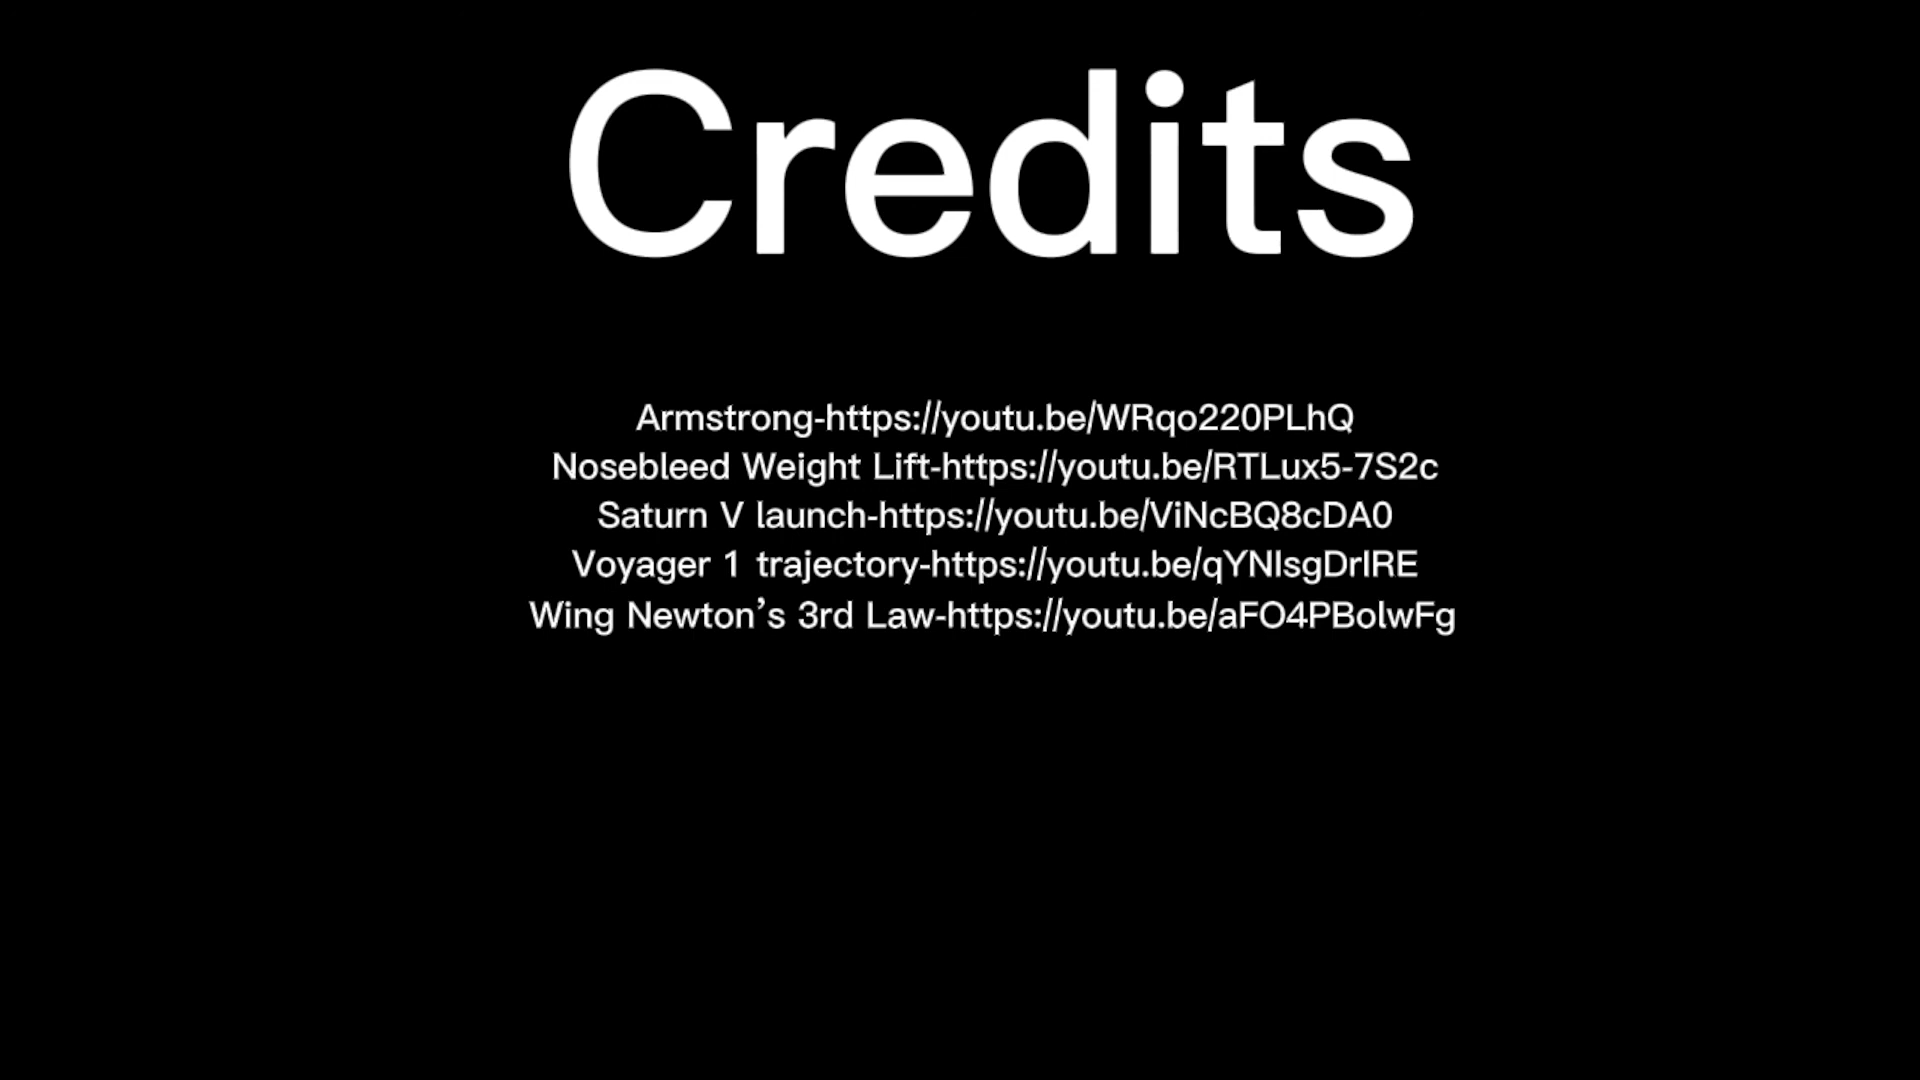 Credits
Armstrong-https://youtu.be/WRqo220PLhQ
Nosebleed Weight Lift-https://youtu.be/RTLux5-7S2c
Saturn V launch-https://youtu.be/ViNcBQ8cDA0
Voyager 1 trajectory-https://youtu.be/qYNIsgDrIRE
Wing Newton’s 3rd Law-https://youtu.be/aFO4PBolwFg